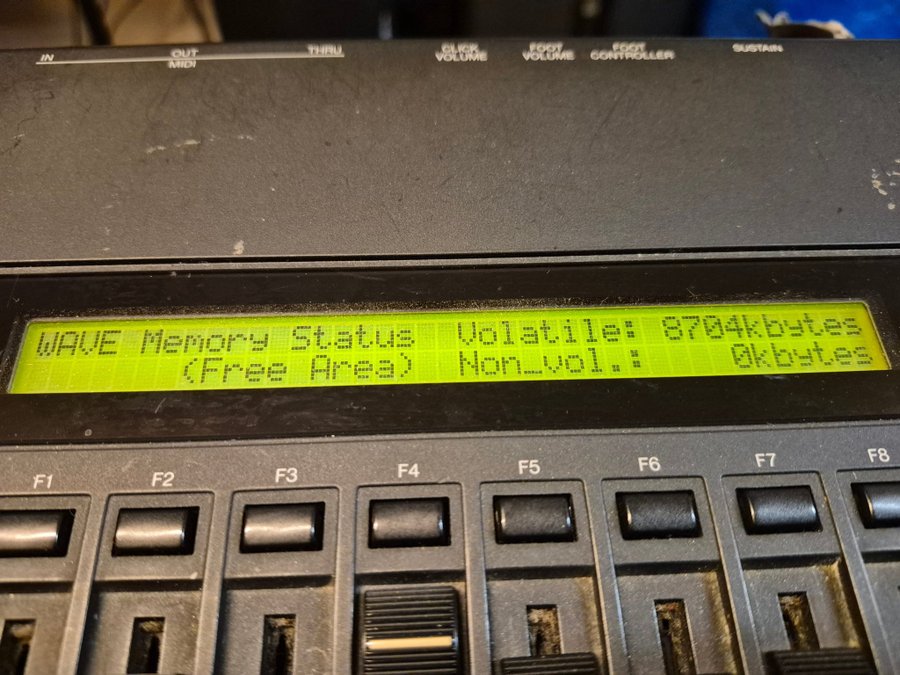 IN OUT THRU CLICK FOOT FOOT SUSTAIN
MIDI VOLUME VOLUME CONTROLLER
WAVE Memory Status Volatile: 8704kbytes
(Free Area) Non_vol.: 0kbytes
F1 F2 F3 F4 F5 F6 F7 F8